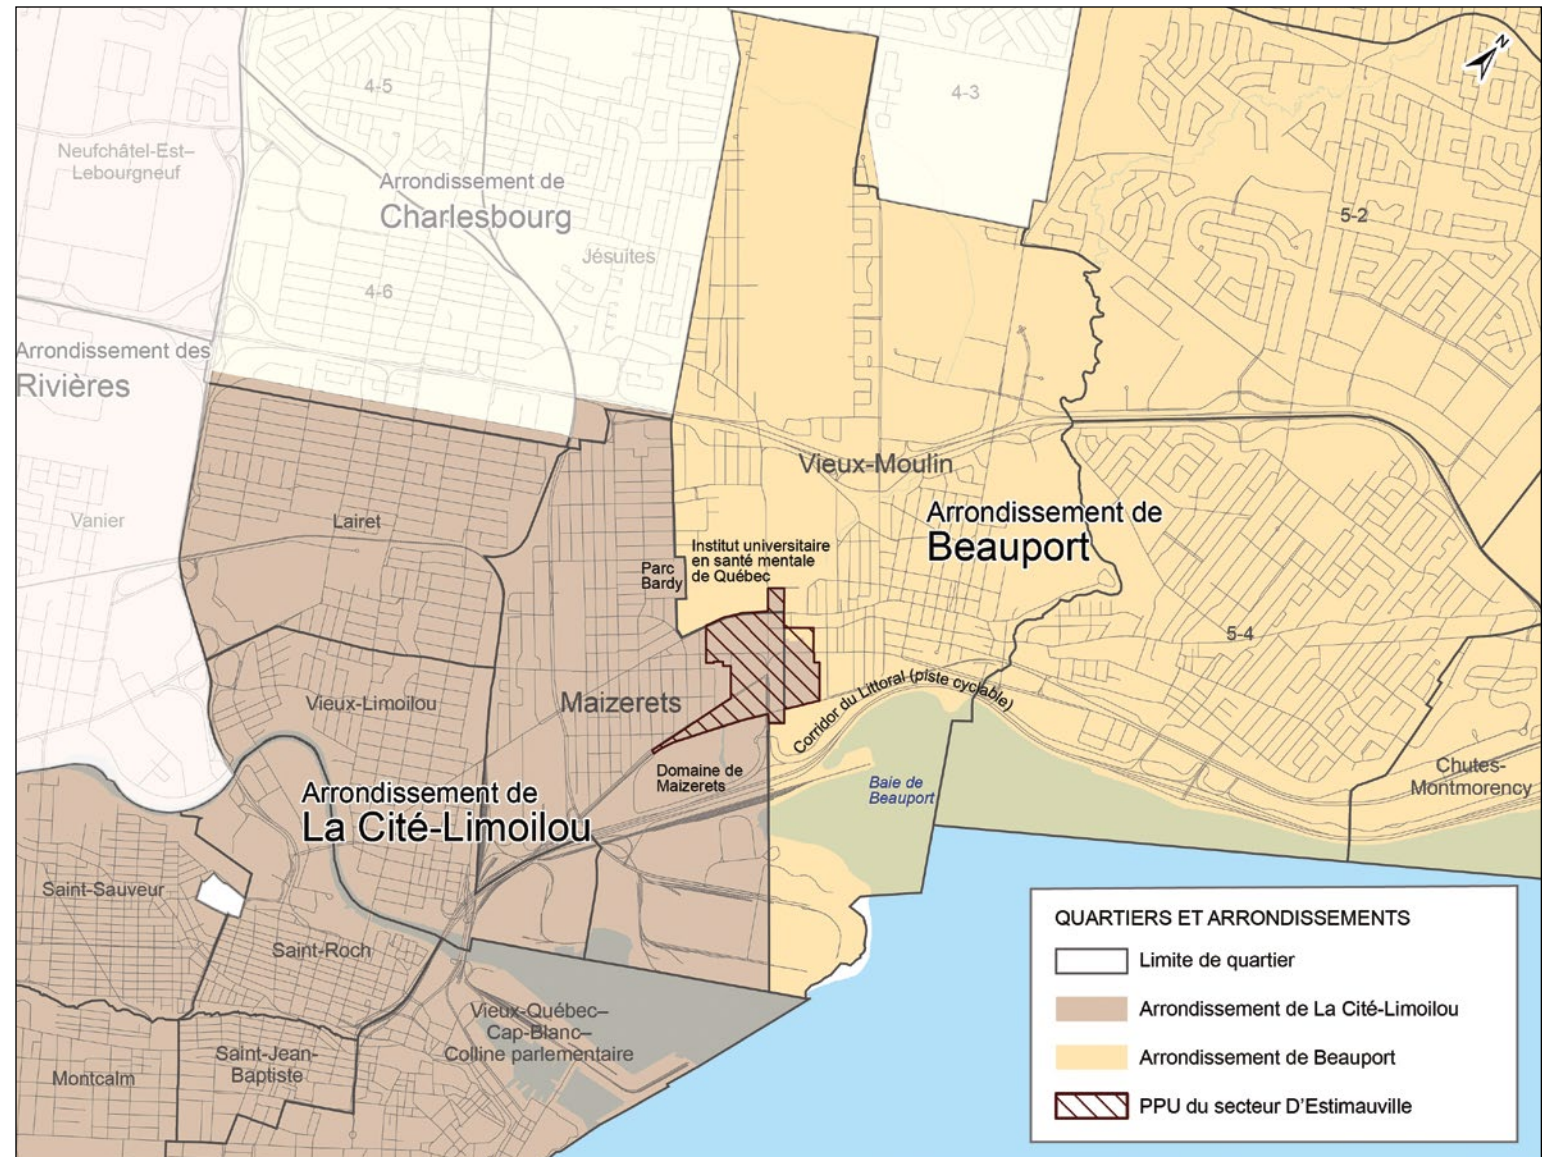 N
4-5
4-3
Neufchâtel-Est–
Lebourgneuf
Arrondissement de
Charlesbourg
5-2
Jésuites
4-6
Arrondissement des
Rivières
Vieux-Moulin
Vanier
Lairet
Arrondissement de
Beauport
Institut universitaire
en santé mentale
de Québec
Parc
Bardy
5-4
Vieux-Limoilou
Maizerets
Corridor du Littoral (piste cyclable)
Domaine de
Maizerets
Baie de
Beauport
Chutes-
Montmorency
Arrondissement de
La Cité-Limoilou
Saint-Sauveur
Saint-Roch
Vieux-Québec–
Cap-Blanc–
Colline parlementaire
Saint-Jean-
Baptiste
Montcalm
QUARTIERS ET ARRONDISSEMENTS
Limite de quartier
Arrondissement de La Cité-Limoilou
Arrondissement de Beauport
PPU du secteur D'Estimauville